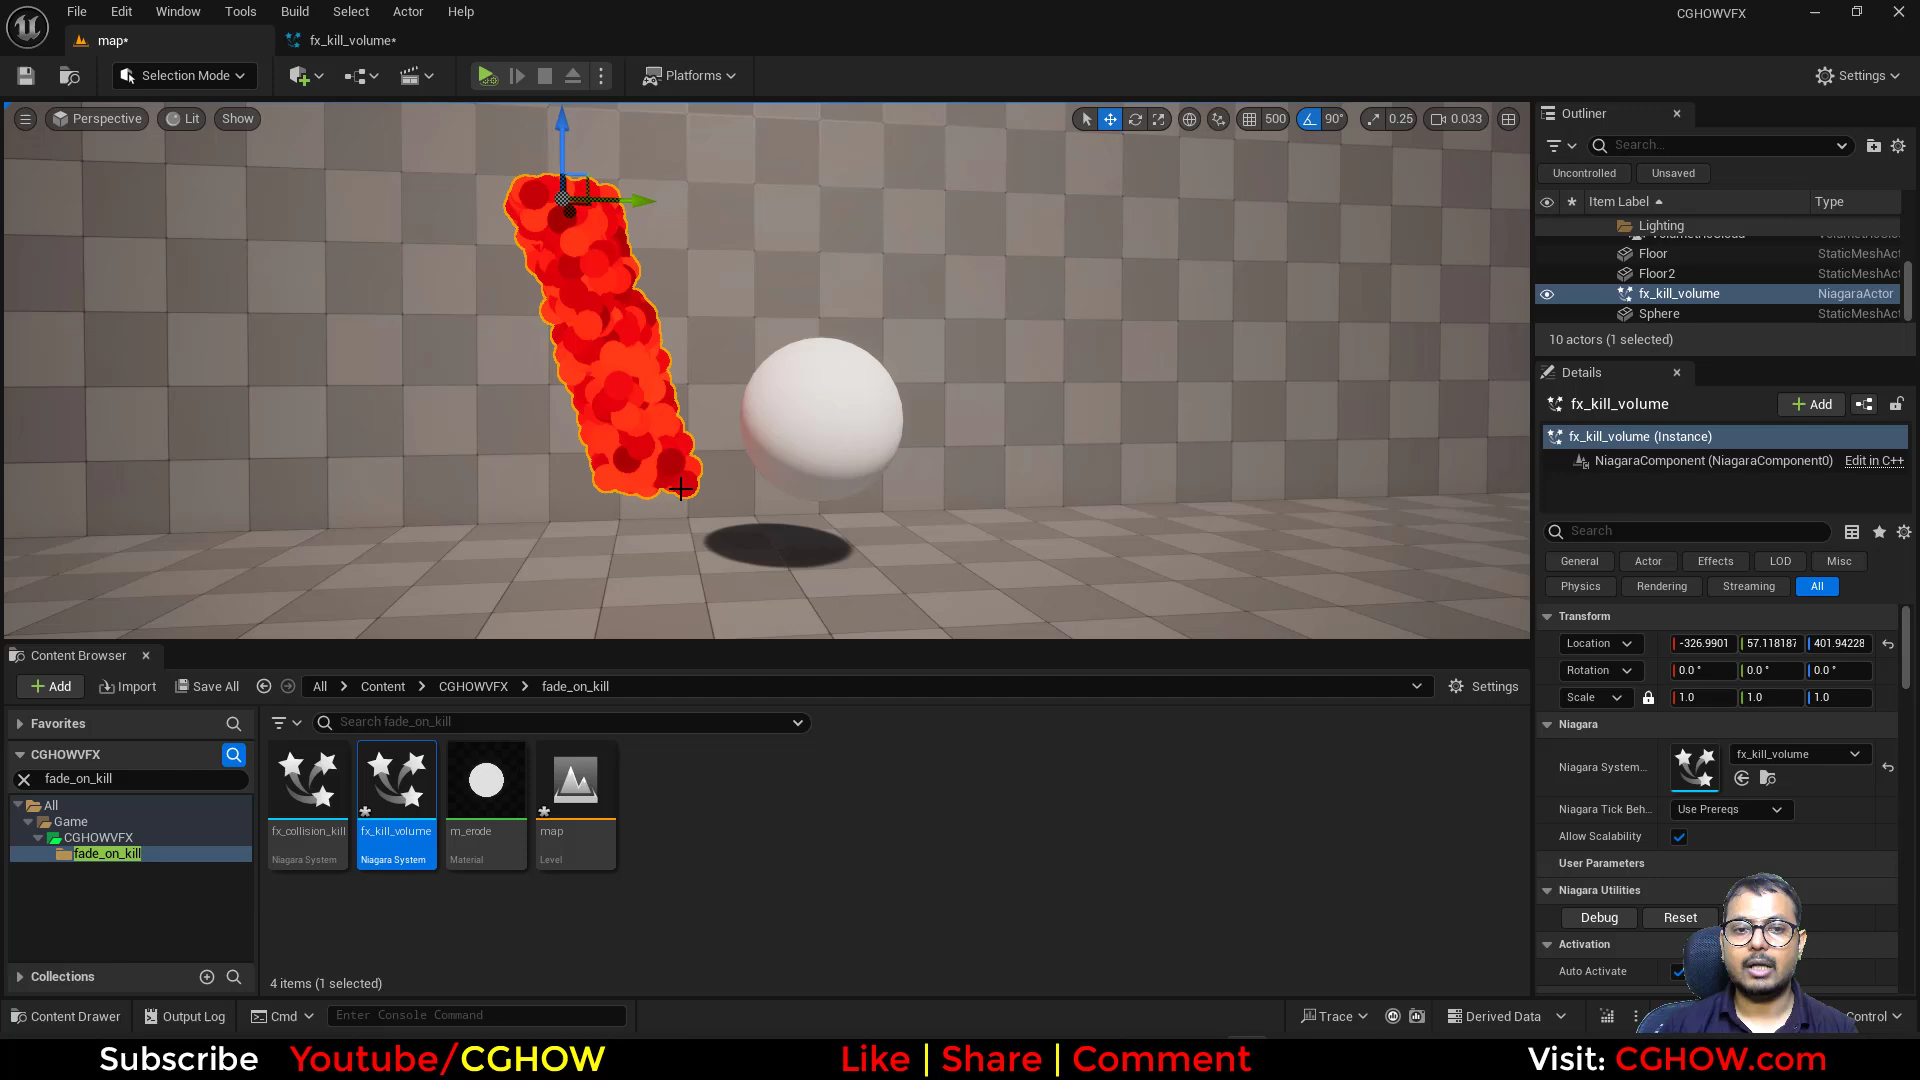 File Edit Window Tools Build Select Actor Help
CGHOWVFX
map*
fx_kill_volume*
Selection Mode
Platforms
Settings
Perspective
Lit
Show
500
90°
0.25
0.033
Outliner
Search...
Uncontrolled
Unsaved
Item Label
Type
Lighting
Floor
StaticMeshAct
Floor2
StaticMeshAct
fx_kill_volume
NiagaraActor
Sphere
StaticMeshAct
10 actors (1 selected)
Details
fx_kill_volume
Add
fx_kill_volume (Instance)
NiagaraComponent (NiagaraComponent0)
Edit in C++
Search
General
Actor
Effects
LOD
Misc
Physics
Rendering
Streaming
All
Transform
Location
-326.9901
57.118187
401.94228
Rotation
0.0 °
0.0 °
0.0 °
Scale
1.0
1.0
1.0
Niagara
Niagara System...
fx_kill_volume
Niagara Tick Beh...
Use Prereqs
Allow Scalability
User Parameters
Niagara Utilities
Debug
Reset
Activation
Auto Activate
Content Browser
Add
Import
Save All
All
Content
CGHOWVFX
fade_on_kill
Settings
Favorites
Search fade_on_kill
CGHOWVFX
fade_on_kill
All
Game
CGHOWVFX
fade_on_kill
fx_collision_kill
Niagara System
fx_kill_volume
Niagara System
m_erode
Material
map
Level
Collections
4 items (1 selected)
Content Drawer
Output Log
Cmd
Enter Console Command
Trace
Derived Data
Control
Subscribe Youtube/CGHOW
Like | Share | Comment
Visit: CGHOW.com